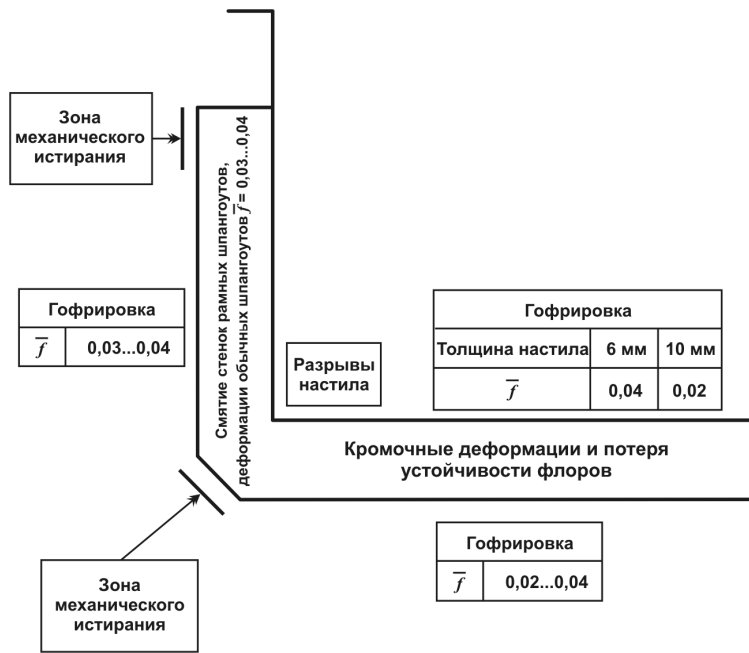 Зона
механического
истирания
Смятие стенок рамных шпангоутов,
деформации обычных шпангоутов f̅ = 0,03...0,04
Гофрировка
f̅ 0,03...0,04
Разрывы
настила
Гофрировка
Толщина настила 6 мм 10 мм
f̅ 0,04 0,02
Кромочные деформации и потеря
устойчивости флоров
Гофрировка
f̅ 0,02...0,04
Зона
механического
истирания